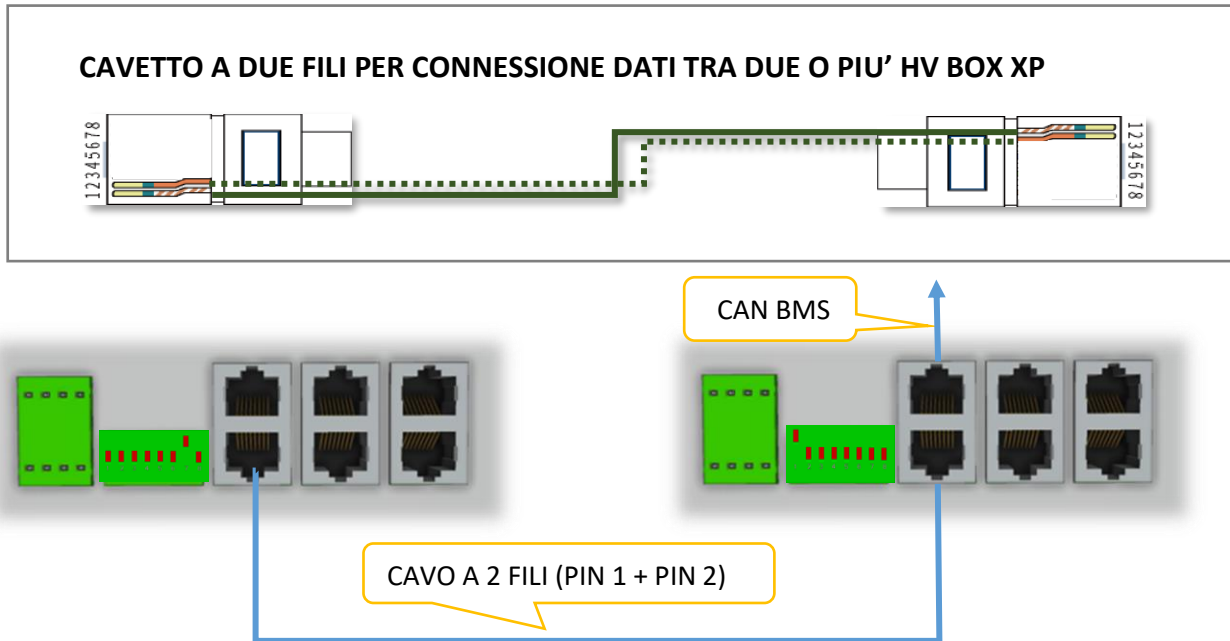 CAVETTO A DUE FILI PER CONNESSIONE DATI TRA DUE O PIU’ HV BOX XP
12345678
12345678
CAN BMS
CAVO A 2 FILI (PIN 1 + PIN 2)